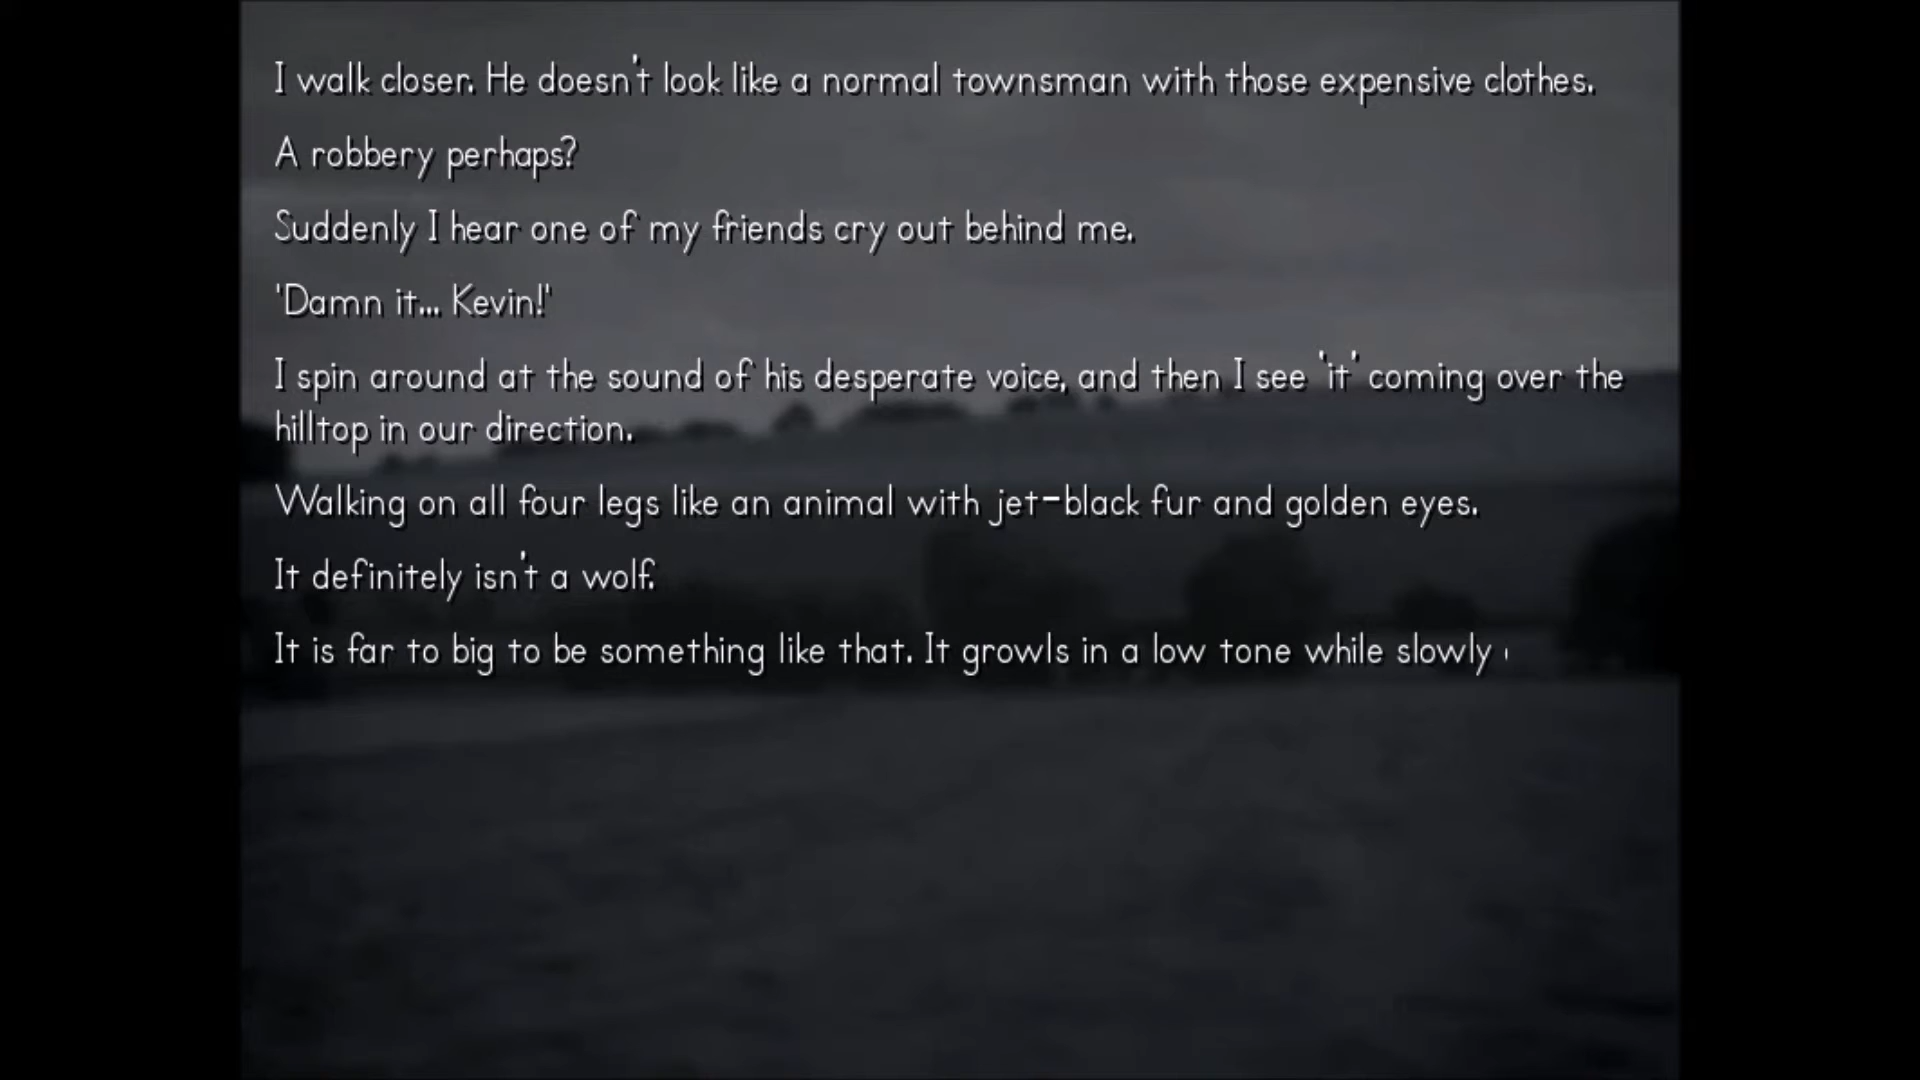 I walk closer. He doesn't look like a normal townsman with those expensive clothes.
A robbery perhaps?
Suddenly I hear one of my friends cry out behind me.
'Damn it... Kevin!'
I spin around at the sound of his desperate voice, and then I see 'it' coming over the
hilltop in our direction.
Walking on all four legs like an animal with jet-black fur and golden eyes.
It definitely isn't a wolf.
It is far to big to be something like that. It growls in a low tone while slowly